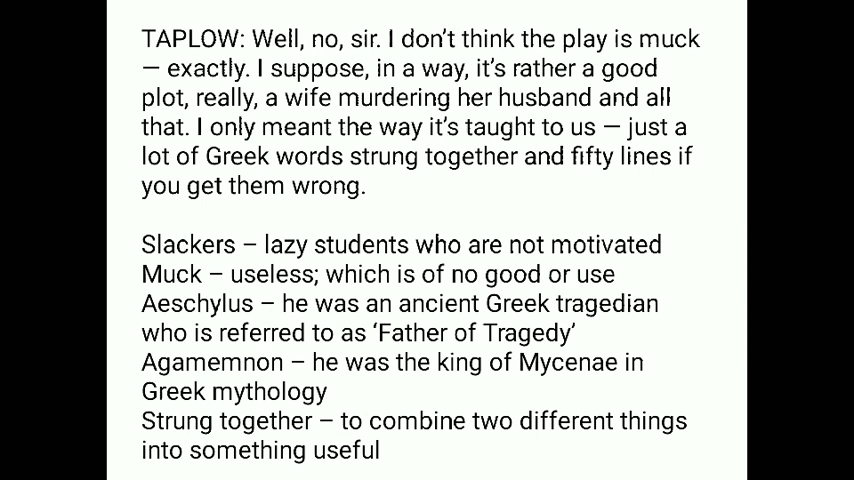 TAPLOW: Well, no, sir. I don’t think the play is muck
— exactly. I suppose, in a way, it’s rather a good
plot, really, a wife murdering her husband and all
that. I only meant the way it’s taught to us — just a
lot of Greek words strung together and fifty lines if
you get them wrong.
Slackers – lazy students who are not motivated
Muck – useless; which is of no good or use
Aeschylus – he was an ancient Greek tragedian
who is referred to as ‘Father of Tragedy’
Agamemnon – he was the king of Mycenae in
Greek mythology
Strung together – to combine two different things
into something useful